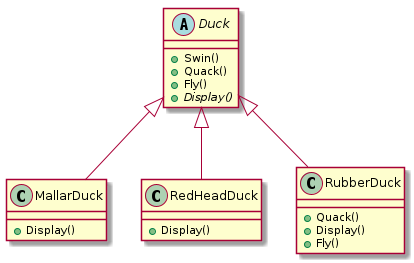 A Duck
Swin()
Quack()
Fly()
Display()
C MallarDuck
Display()
C RedHeadDuck
Display()
C RubberDuck
Quack()
Display()
Fly()